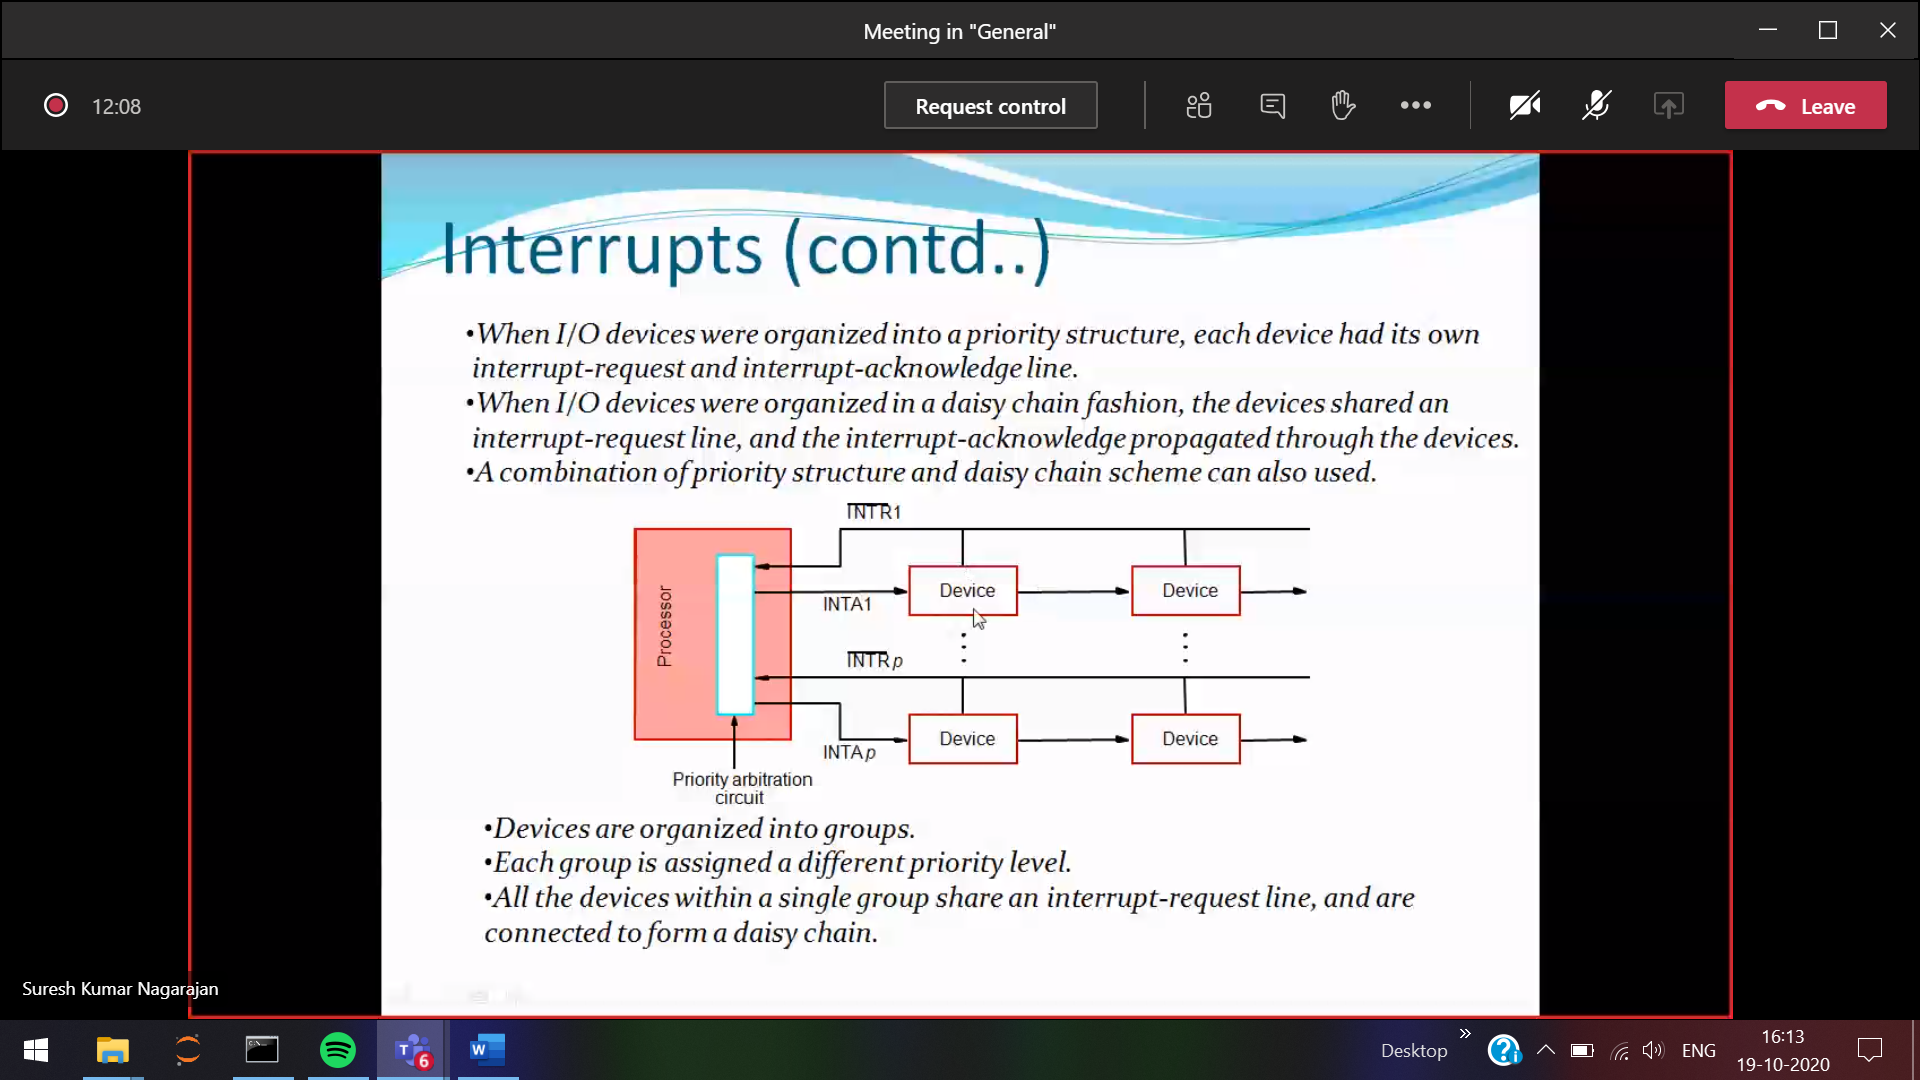 Meeting in "General"
12:08
Request control
Leave
Interrupts (contd..)
•When I/O devices were organized into a priority structure, each device had its own
interrupt-request and interrupt-acknowledge line.
•When I/O devices were organized in a daisy chain fashion, the devices shared an
interrupt-request line, and the interrupt-acknowledge propagated through the devices.
•A combination of priority structure and daisy chain scheme can also used.
INTR1
Processor
Device
Device
INTA1
INTRp
Device
Device
INTAp
Priority arbitration
circuit
•Devices are organized into groups.
•Each group is assigned a different priority level.
•All the devices within a single group share an interrupt-request line, and are
connected to form a daisy chain.
Suresh Kumar Nagarajan
T
6
W
Desktop
ENG
16:13
19-10-2020